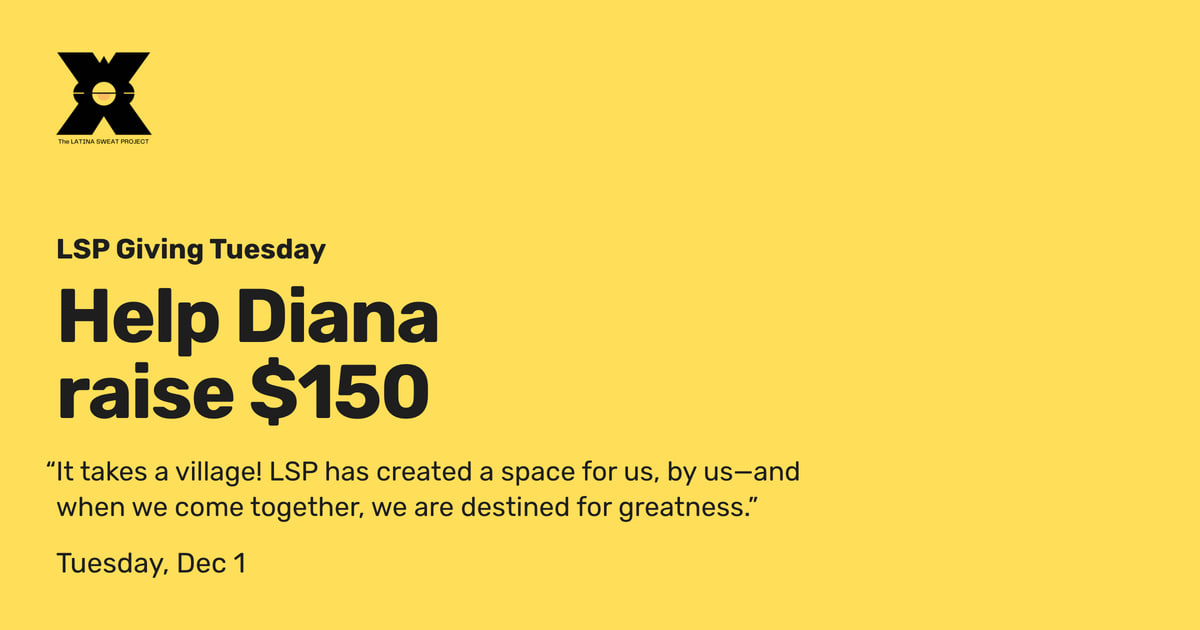 The LATINA SWEAT PROJECT
LSP Giving Tuesday
Help Diana
raise $150
“It takes a village! LSP has created a space for us, by us—and
when we come together, we are destined for greatness.”
Tuesday, Dec 1